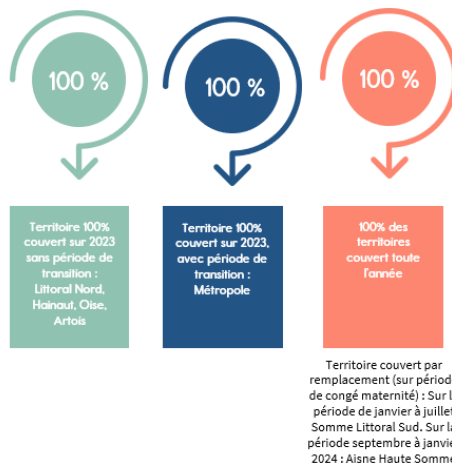 100 %
100 %
100 %
Territoire 100%
couvert sur 2023
sans période de
transition :
Littoral Nord,
Hainaut, Oise,
Artois
Territoire 100%
couvert sur 2023,
avec période de
transition :
Métropole
100% des
territoires
couvert toute
l'année
Territoire couvert par
remplacement (sur périod
de congé maternité) : Sur l
période de janvier à juillet
Somme Littoral Sud. Sur la
période septembre à janvie
2024 : Aisne Haute Somme